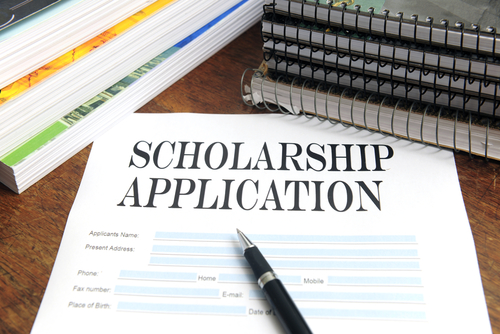 SCHOLARSHIP
APPLICATION
Applicants Name:
Present Address:
Phone: Home Mobile:
Fax number: E-mail:
Place of Birth: Date of